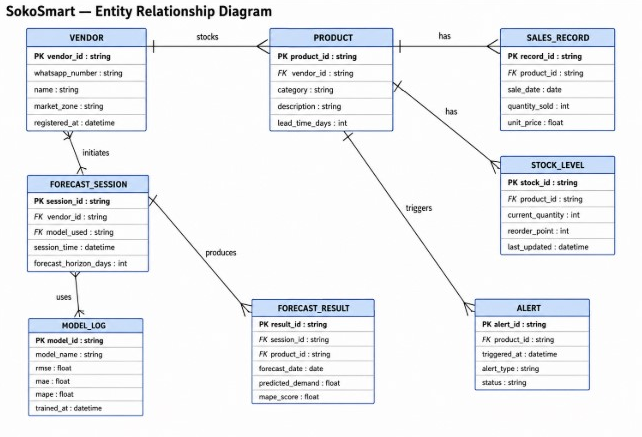 SokoSmart — Entity Relationship Diagram
VENDOR
PK vendor_id : string
whatsapp_number : string
name : string
market_zone : string
registered_at : datetime
stocks
PRODUCT
PK product_id : string
FK vendor_id : string
category : string
description : string
lead_time_days : int
has
SALES_RECORD
PK record_id : string
FK product_id : string
sale_date : date
quantity_sold : int
unit_price : float
has
STOCK_LEVEL
PK stock_id : string
FK product_id : string
current_quantity : int
reorder_point : int
last_updated : datetime
initiates
FORECAST_SESSION
PK session_id : string
FK vendor_id : string
FK model_used : string
session_time : datetime
forecast_horizon_days : int
triggers
produces
uses
MODEL_LOG
PK model_id : string
model_name : string
rmse : float
mae : float
mape : float
trained_at : datetime
FORECAST_RESULT
PK result_id : string
FK session_id : string
FK product_id : string
forecast_date : date
predicted_demand : float
mape_score : float
ALERT
PK alert_id : string
FK product_id : string
triggered_at : datetime
alert_type : string
status : string